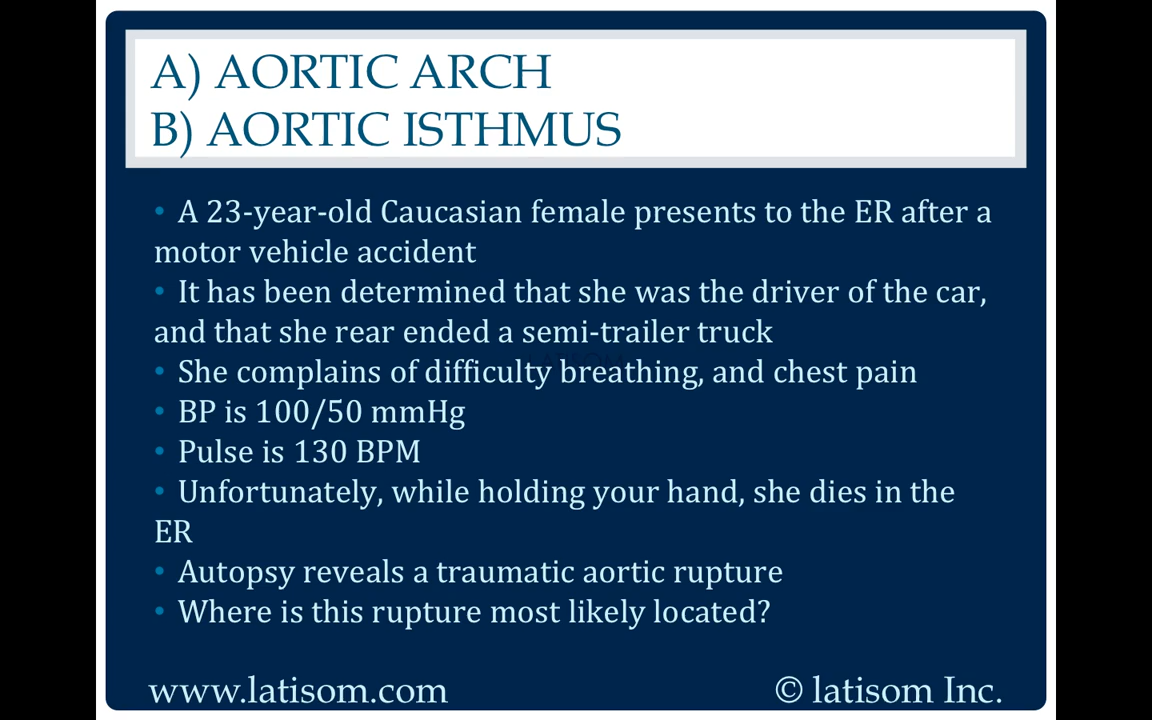 A) AORTIC ARCH
B) AORTIC ISTHMUS
• A 23-year-old Caucasian female presents to the ER after a
motor vehicle accident
• It has been determined that she was the driver of the car,
and that she rear ended a semi-trailer truck
• She complains of difficulty breathing, and chest pain
• BP is 100/50 mmHg
• Pulse is 130 BPM
• Unfortunately, while holding your hand, she dies in the
ER
• Autopsy reveals a traumatic aortic rupture
• Where is this rupture most likely located?
www.latisom.com
© latisom Inc.